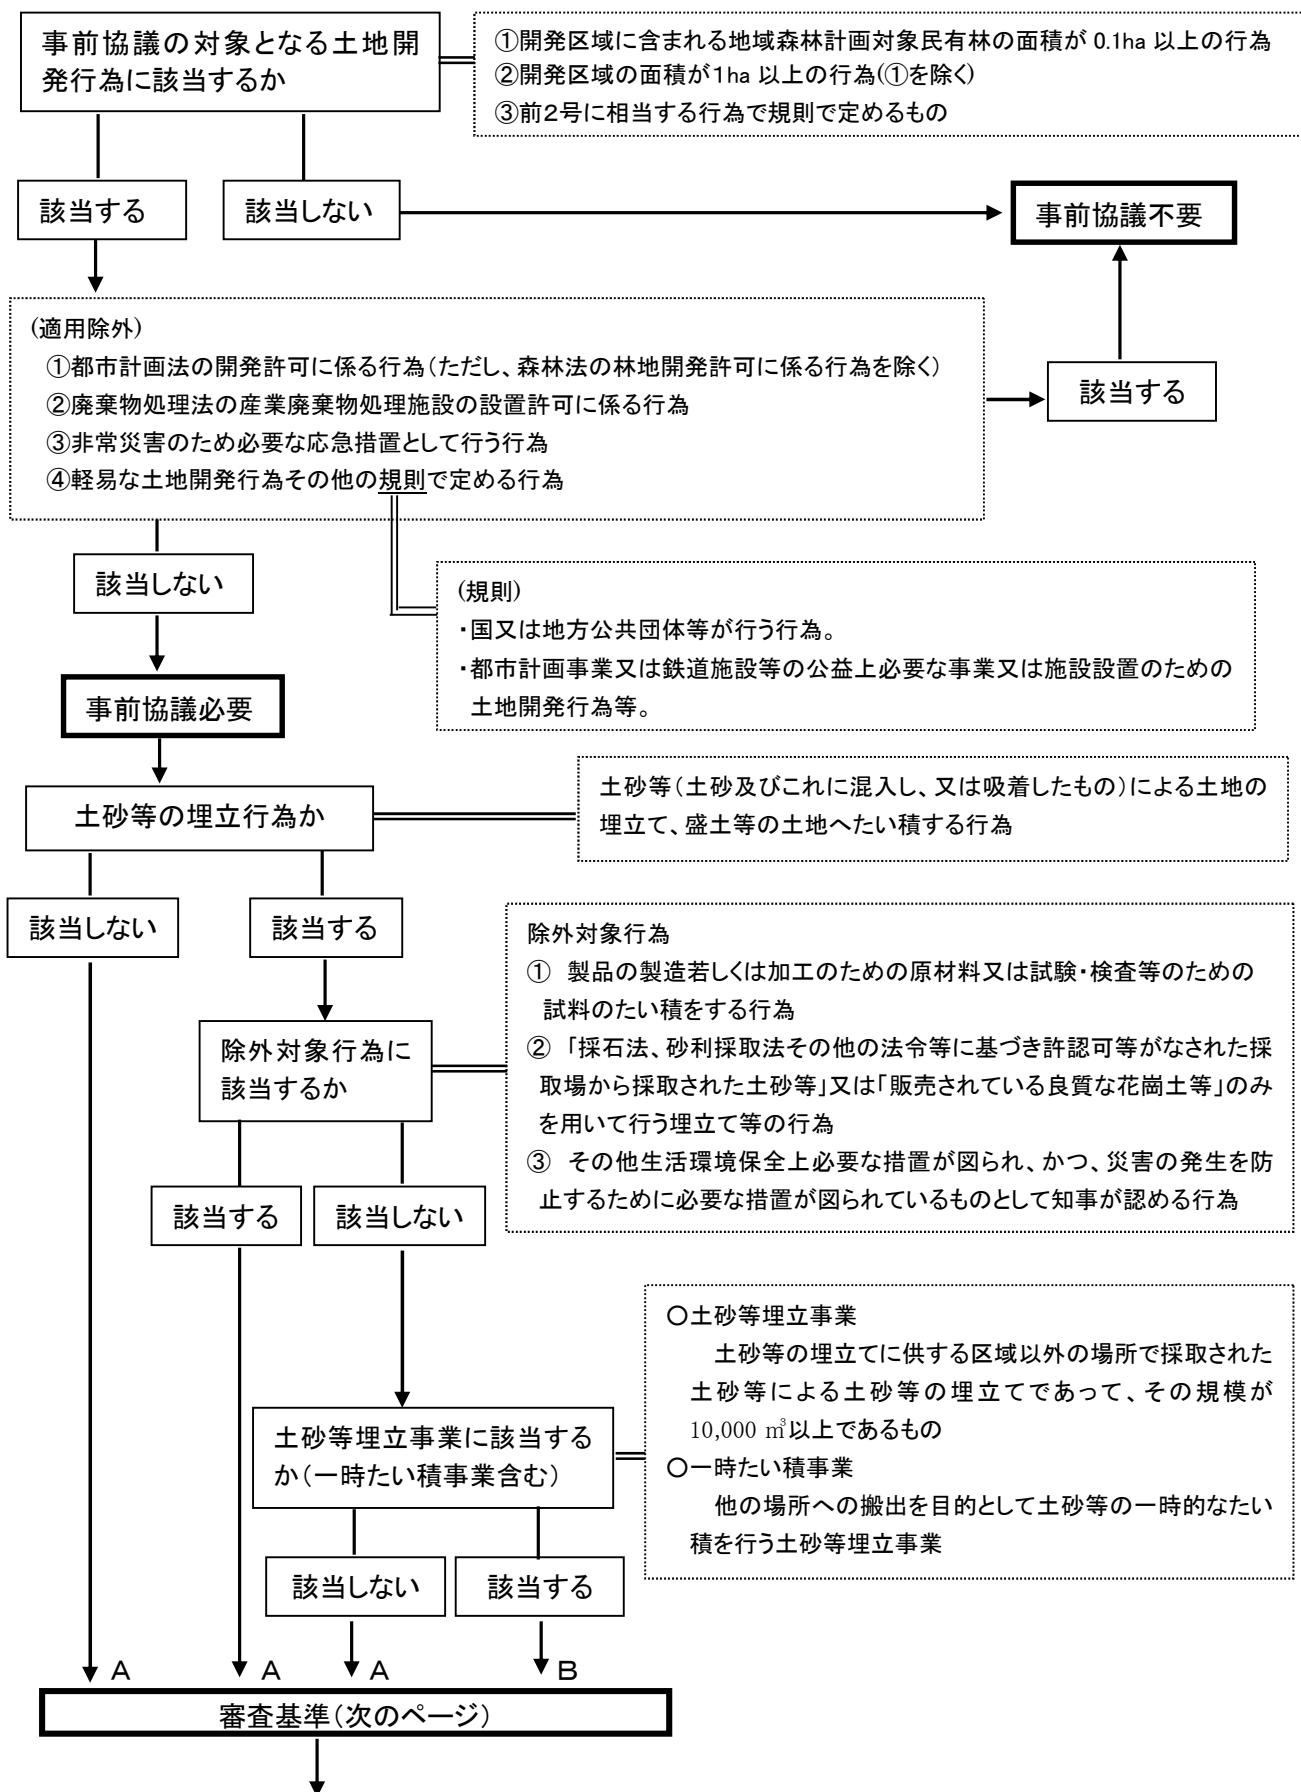 事前協議の対象となる土地開
発行為に該当するか
①開発区域に含まれる地域森林計画対象民有林の面積が 0.1ha 以上の行為
②開発区域の面積が1ha 以上の行為(①を除く)
③前2号に相当する行為で規則で定めるもの
該当する
該当しない
事前協議不要
(適用除外)
①都市計画法の開発許可に係る行為(ただし、森林法の林地開発許可に係る行為を除く)
②廃棄物処理法の産業廃棄物処理施設の設置許可に係る行為
③非常災害のため必要な応急措置として行う行為
④軽易な土地開発行為その他の規則で定める行為
該当する
該当しない
(規則)
・国又は地方公共団体等が行う行為。
・都市計画事業又は鉄道施設等の公益上必要な事業又は施設設置のための
土地開発行為等。
事前協議必要
土砂等の埋立行為か
土砂等(土砂及びこれに混入し、又は吸着したもの)による土地の
埋立て、盛土等の土地へたい積する行為
該当しない
該当する
除外対象行為
① 製品の製造若しくは加工のための原材料又は試験・検査等のための
試料のたい積をする行為
② 「採石法、砂利採取法その他の法令等に基づき許認可等がなされた採
取場から採取された土砂等」又は「販売されている良質な花崗土等」のみ
を用いて行う埋立て等の行為
③ その他生活環境保全上必要な措置が図られ、かつ、災害の発生を防
止するために必要な措置が図られているものとして知事が認める行為
除外対象行為に
該当するか
該当する
該当しない
○土砂等埋立事業
土砂等の埋立てに供する区域以外の場所で採取された
土砂等による土砂等の埋立てであって、その規模が
10,000 ㎥以上であるもの
○一時たい積事業
他の場所への搬出を目的として土砂等の一時的なたい
積を行う土砂等埋立事業
土砂等埋立事業に該当する
か(一時たい積事業含む)
該当しない
該当する
A
A
A
B
審査基準(次のページ)